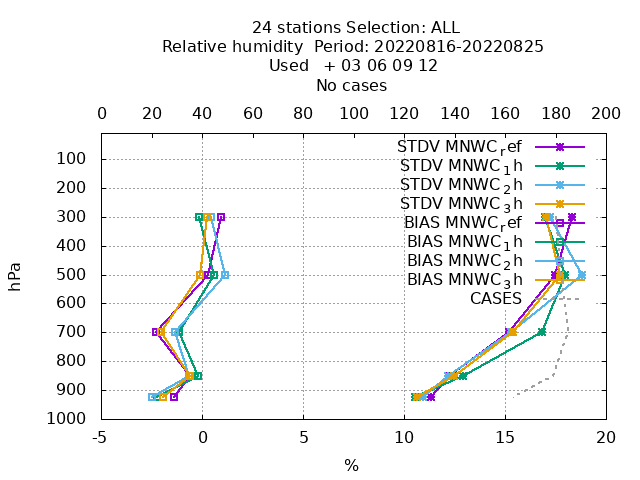 24 stations Selection: ALL
Relative humidity  Period: 20220816-20220825
Used   + 03 06 09 12
No cases
0 20 40 60 80 100 120 140 160 180 200
STDV MNWC_ref
STDV MNWC_1h
STDV MNWC_2h
STDV MNWC_3h
BIAS MNWC_ref
BIAS MNWC_1h
BIAS MNWC_2h
BIAS MNWC_3h
CASES
100
200
300
400
500
600
700
800
900
1000
hPa
-5 0 5 10 15 20
%